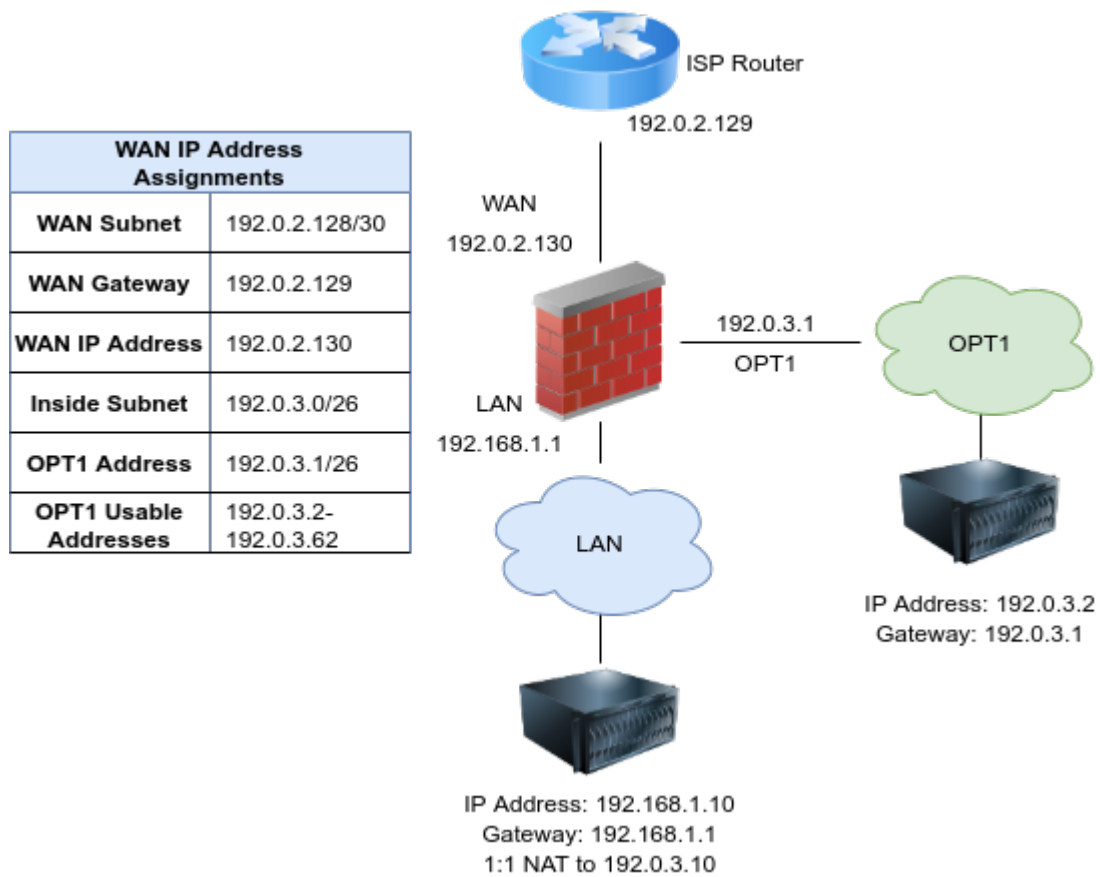 ISP Router
192.0.2.129
WAN IP Address
Assignments
WAN Subnet 192.0.2.128/30
WAN Gateway 192.0.2.129
WAN IP Address 192.0.2.130
Inside Subnet 192.0.3.0/26
OPT1 Address 192.0.3.1/26
OPT1 Usable 192.0.3.2-
Addresses 192.0.3.62
WAN
192.0.2.130
192.0.3.1
OPT1
OPT1
LAN
192.168.1.1
LAN
IP Address: 192.0.3.2
Gateway: 192.0.3.1
IP Address: 192.168.1.10
Gateway: 192.168.1.1
1:1 NAT to 192.0.3.10